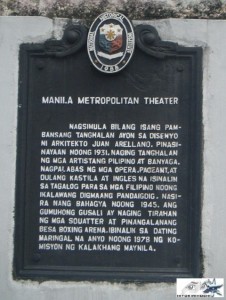 1978
MANILA METROPOLITAN THEATER
NAGSIMULA BILANG ISANG PAM-
BANSANG TANGHALAN AYON SA DISENYO
NI ARKITEKTO JUAN ARELLANO. PINASI-
NAYAAN NOONG 1931, NAGING TANGHALAN
NG MGA ARTISTANG PILIPINO AT BANYAGA,
NAGPALABAS NG MGA OPERA, PAGEANT, AT
DULANG KASTILA AT INGLES NA ISINALIN
SA TAGALOG PARA SA MGA PILIPINO NOONG
IKALAWANG DIGMAANG PANDAIGDIG. NASI-
RA NANG BAHAGYA NOONG 1945. ANG
GUMUHONG GUSALI AY NAGING TIRAHAN
NG MGA SQUATTER AT PINANGALANANG
BESA BOXING ARENA. IBINALIK SA DATING
MARINGAL NA ANYO NOONG 1978 NG KO-
MISYON NG KALAKHANG MAYNILA.